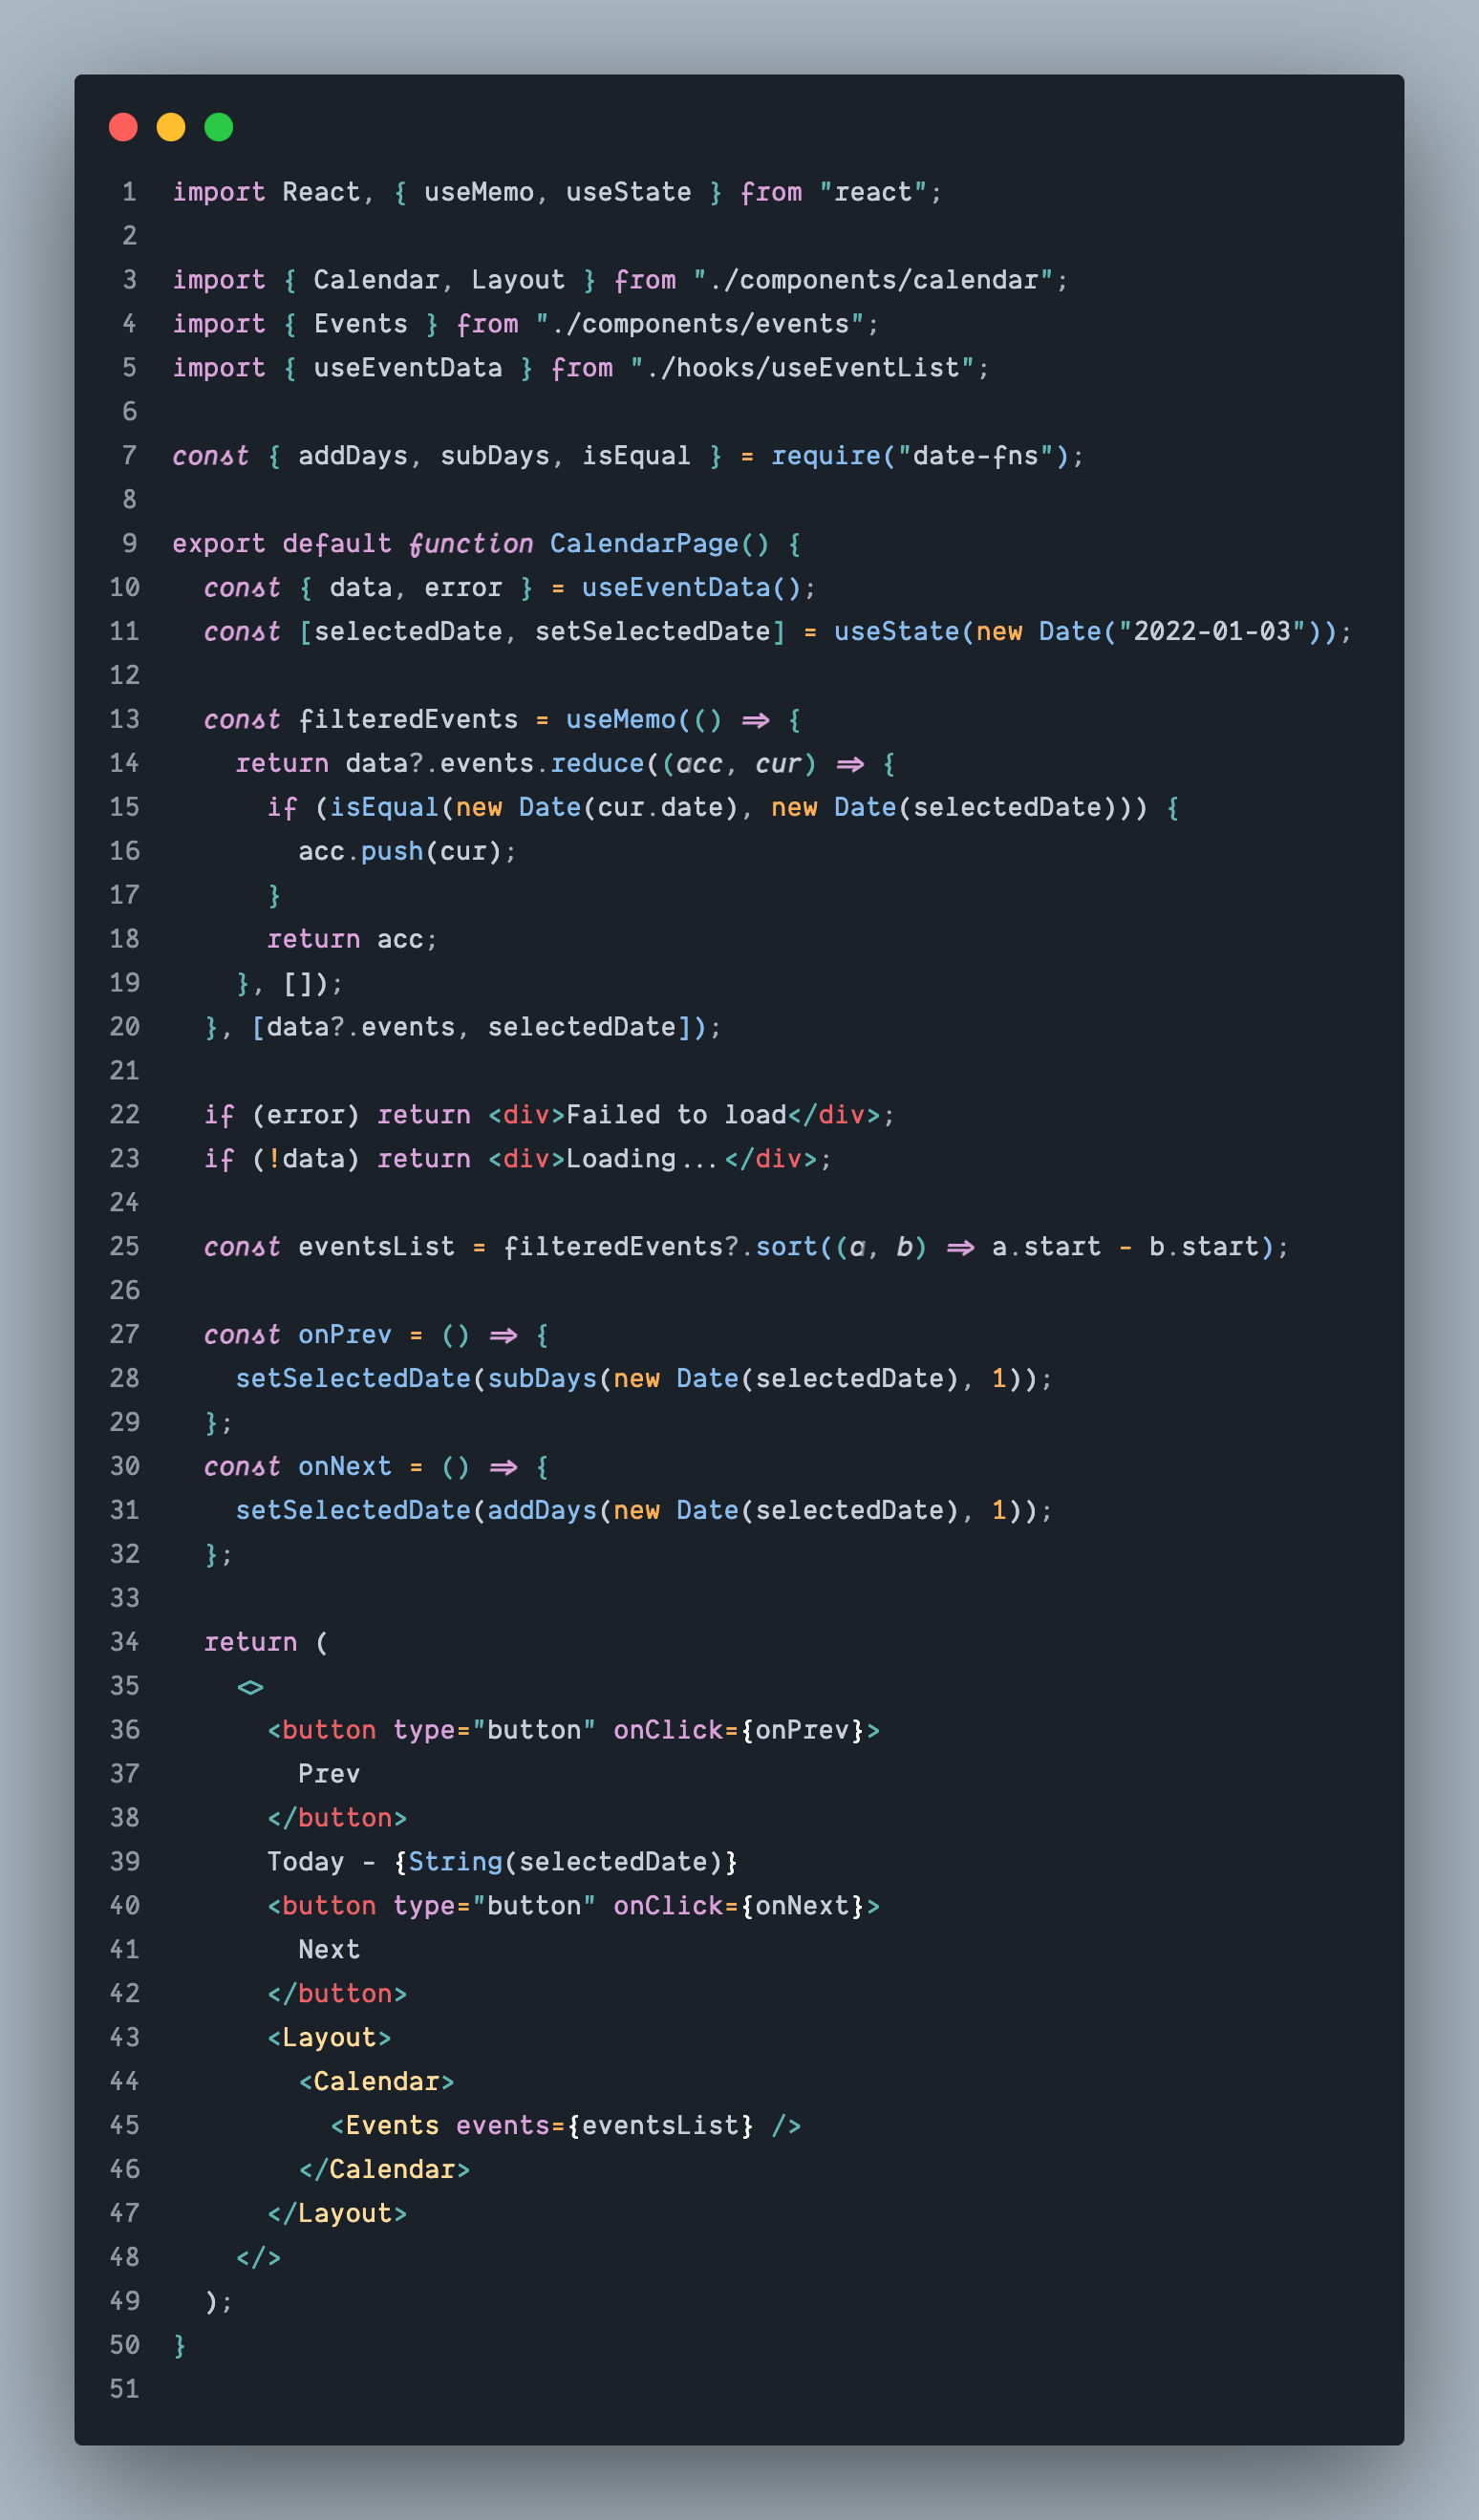 1 import React, { useMemo, useState } from "react";
2
3 import { Calendar, Layout } from "./components/calendar";
4 import { Events } from "./components/events";
5 import { useEventData } from "./hooks/useEventList";
6
7 const { addDays, subDays, isEqual } = require("date-fns");
8
9 export default function CalendarPage() {
10   const { data, error } = useEventData();
11   const [selectedDate, setSelectedDate] = useState(new Date("2022-01-03"));
12
13   const filteredEvents = useMemo(() => {
14     return data?.events.reduce((acc, cur) => {
15       if (isEqual(new Date(cur.date), new Date(selectedDate))) {
16         acc.push(cur);
17       }
18       return acc;
19     }, []);
20   }, [data?.events, selectedDate]);
21
22   if (error) return <div>Failed to load</div>;
23   if (!data) return <div>Loading...</div>;
24
25   const eventsList = filteredEvents?.sort((a, b) => a.start - b.start);
26
27   const onPrev = () => {
28     setSelectedDate(subDays(new Date(selectedDate), 1));
29   };
30   const onNext = () => {
31     setSelectedDate(addDays(new Date(selectedDate), 1));
32   };
33
34   return (
35     <>
36       <button type="button" onClick={onPrev}>
37         Prev
38       </button>
39       Today - {String(selectedDate)}
40       <button type="button" onClick={onNext}>
41         Next
42       </button>
43       <Layout>
44         <Calendar>
45           <Events events={eventsList} />
46         </Calendar>
47       </Layout>
48     </>
49   );
50 }
51